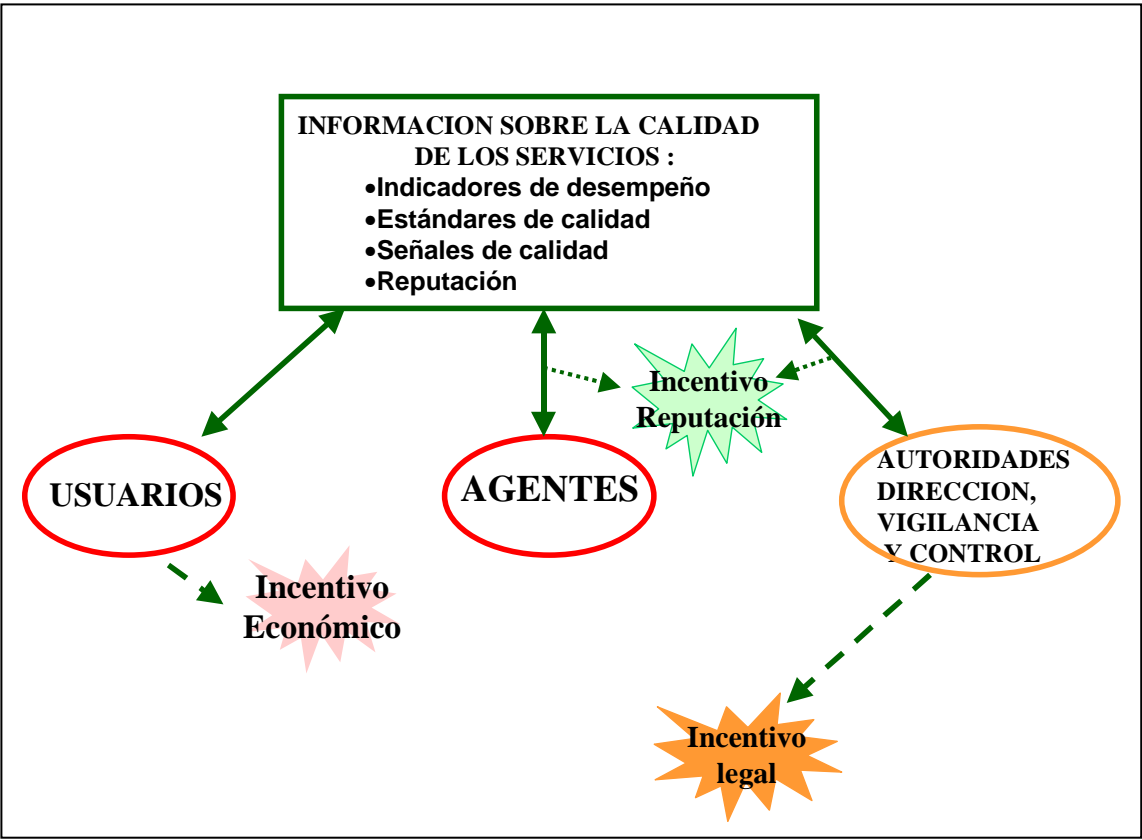 INFORMACION SOBRE LA CALIDAD
DE LOS SERVICIOS :
•Indicadores de desempeño
•Estándares de calidad
•Señales de calidad
•Reputación
Incentivo
Reputación
USUARIOS
AGENTES
AUTORIDADES
DIRECCION,
VIGILANCIA
Y CONTROL
Incentivo
Económico
Incentivo
legal